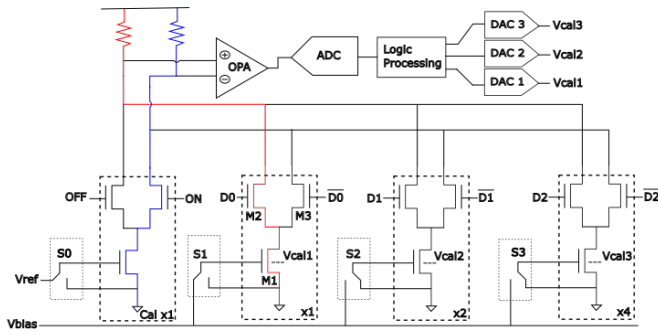 DAC 3
Vcal3
OPA
ADC
Logic
Processing
DAC 2
Vcal2
DAC 1
Vcal1
OFF
ON
D0
M2
M3
D0
D1
D1
D2
D2
S0
Vref
Cal x1
S1
Vcal1
M1
x1
S2
Vcal2
x2
S3
Vcal3
x4
Vbias